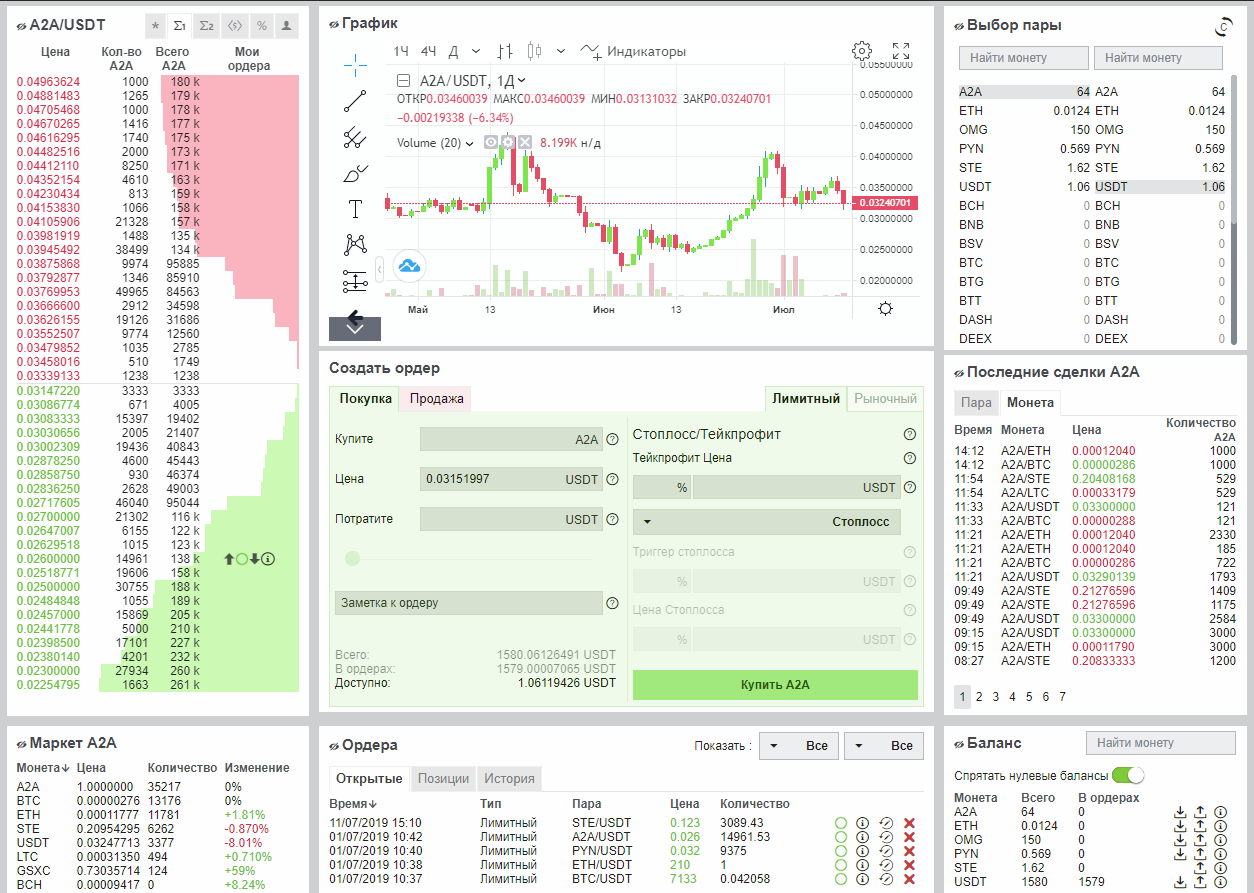 A2A/USDT * Σ1 Σ2 %
Цена Кол-во A2A Всего A2A Мои ордера
0.04963624 1000 180 k
0.04881483 1265 179 k
0.04705468 1000 178 k
0.04670265 1416 177 k
0.04616295 1740 175 k
0.04482516 2000 173 k
0.04412110 8250 171 k
0.04352154 4610 163 k
0.04230434 813 159 k
0.04153830 1066 158 k
0.04105906 21328 157 k
0.03981919 1488 135 k
0.03945492 38499 134 k
0.03875868 9974 95885
0.03792877 1346 85910
0.03769953 49965 84563
0.03666600 2912 34598
0.03626155 19126 31686
0.03552507 9774 12560
0.03479852 1035 2785
0.03458016 510 1749
0.03339133 1238 1238
0.03147220 3333 3333
0.03086774 671 4005
0.03083333 15397 19402
0.03030656 2005 21407
0.03002309 19436 40843
0.02878250 4600 45443
0.02858750 930 46374
0.02836250 2628 49003
0.02717605 46040 95044
0.02700000 21302 116 k
0.02647007 6155 122 k
0.02629518 1015 123 k
0.02600000 14961 138 k
0.02518771 19606 158 k
0.02500000 30755 188 k
0.02484848 1055 189 k
0.02457000 15869 205 k
0.02441778 5000 210 k
0.02398500 17101 227 k
0.02380140 4201 232 k
0.02300000 27934 260 k
0.02254795 1663 261 k
График
1Ч 4Ч Д Индикаторы
A2A/USDT, 1Д
ОТКР0.03460039 МАКС0.03460039 МИН0.03131032 ЗАКР0.03240701
−0.00219338 (−6.34%)
Volume (20) 8.199K н/д
0.05500000
0.05000000
0.04500000
0.04000000
0.03500000
0.03240701
0.03000000
0.02500000
0.02000000
Май 13 Июн 13 Июл
Создать ордер
Покупка Продажа Лимитный Рыночный
Купите A2A
Цена 0.03151997 USDT
Потратите USDT
Заметка к ордеру
Всего: 1580.06126491 USDT
В ордерах: 1579.00007065 USDT
Доступно: 1.06119426 USDT
Стоплосс/Тейкпрофит
Тейкпрофит Цена
% USDT
Стоплосс
Триггер стоплосса
% USDT
Цена Стоплосса
% USDT
Купить A2A
Выбор пары
Найти монету Найти монету
A2A 64 A2A 64
ETH 0.0124 ETH 0.0124
OMG 150 OMG 150
PYN 0.569 PYN 0.569
STE 1.62 STE 1.62
USDT 1.06 USDT 1.06
BCH 0 BCH 0
BNB 0 BNB 0
BSV 0 BSV 0
BTC 0 BTC 0
BTG 0 BTG 0
BTT 0 BTT 0
DASH 0 DASH 0
DEEX 0 DEEX 0
Последние сделки A2A
Пара Монета
Время Монета Цена Количество A2A
14:12 A2A/ETH 0.00012040 1000
14:12 A2A/BTC 0.00000286 1000
11:54 A2A/STE 0.20408168 529
11:54 A2A/LTC 0.00033179 529
11:33 A2A/USDT 0.03300000 121
11:33 A2A/BTC 0.00000288 121
11:21 A2A/ETH 0.00012040 2330
11:21 A2A/ETH 0.00012040 185
11:21 A2A/BTC 0.00000286 722
11:21 A2A/USDT 0.03290139 1793
09:49 A2A/STE 0.21276596 1409
09:49 A2A/STE 0.21276596 1175
09:49 A2A/USDT 0.03300000 2584
09:15 A2A/USDT 0.03300000 3000
09:15 A2A/ETH 0.00011790 3000
08:27 A2A/STE 0.20833333 1200
1 2 3 4 5 6 7
Маркет A2A
Монета Цена Количество Изменение
A2A 1.0000000 35217 0%
BTC 0.00000276 13176 0%
ETH 0.00011777 11781 +1.81%
STE 0.20954295 6262 -0.870%
USDT 0.03247713 3377 -8.01%
LTC 0.00031350 494 +0.710%
GSXC 0.73035714 124 +59%
BCH 0.00009417 0 +8.24%
Ордера Показать : Все Все
Открытые Позиции История
Время Тип Пара Цена Количество
11/07/2019 15:10 Лимитный STE/USDT 0.123 3089.43
01/07/2019 10:42 Лимитный A2A/USDT 0.026 14961.53
01/07/2019 10:40 Лимитный PYN/USDT 0.032 9375
01/07/2019 10:38 Лимитный ETH/USDT 210 1
01/07/2019 10:37 Лимитный BTC/USDT 7133 0.042058
Баланс Найти монету
Спрятать нулевые балансы
Монета Всего В ордерах
A2A 64 0
ETH 0.0124 0
OMG 150 0
PYN 0.569 0
STE 1.62 0
USDT 1580 1579